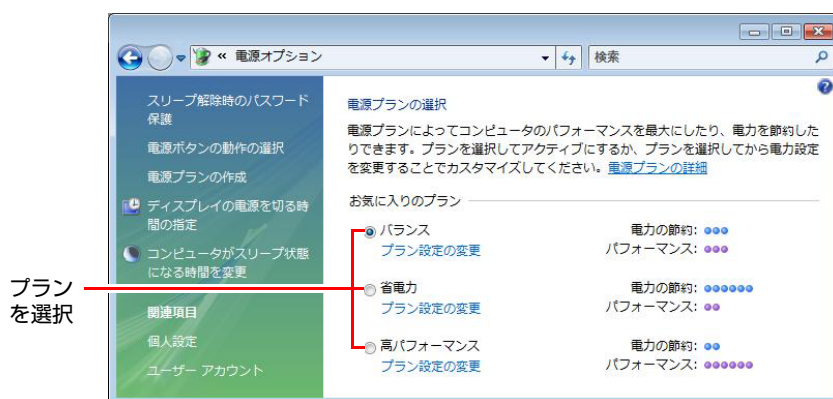 « 電源オプション
検索
スリープ解除時のパスワード
保護
電源ボタンの動作の選択
電源プランの作成
ディスプレイの電源を切る時
間の指定
コンピュータがスリープ状態
になる時間を変更
関連項目
個人設定
ユーザー アカウント
電源プランの選択
電源プランによってコンピュータのパフォーマンスを最大にしたり、電力を節約した
りできます。プランを選択してアクティブにするか、プランを選択してから電力設定
を変更することでカスタマイズしてください。電源プランの詳細
お気に入りのプラン
バランス 電力の節約:
プラン設定の変更 パフォーマンス:
省電力 電力の節約:
プラン設定の変更 パフォーマンス:
高パフォーマンス 電力の節約:
プラン設定の変更 パフォーマンス:
プラン
を選択